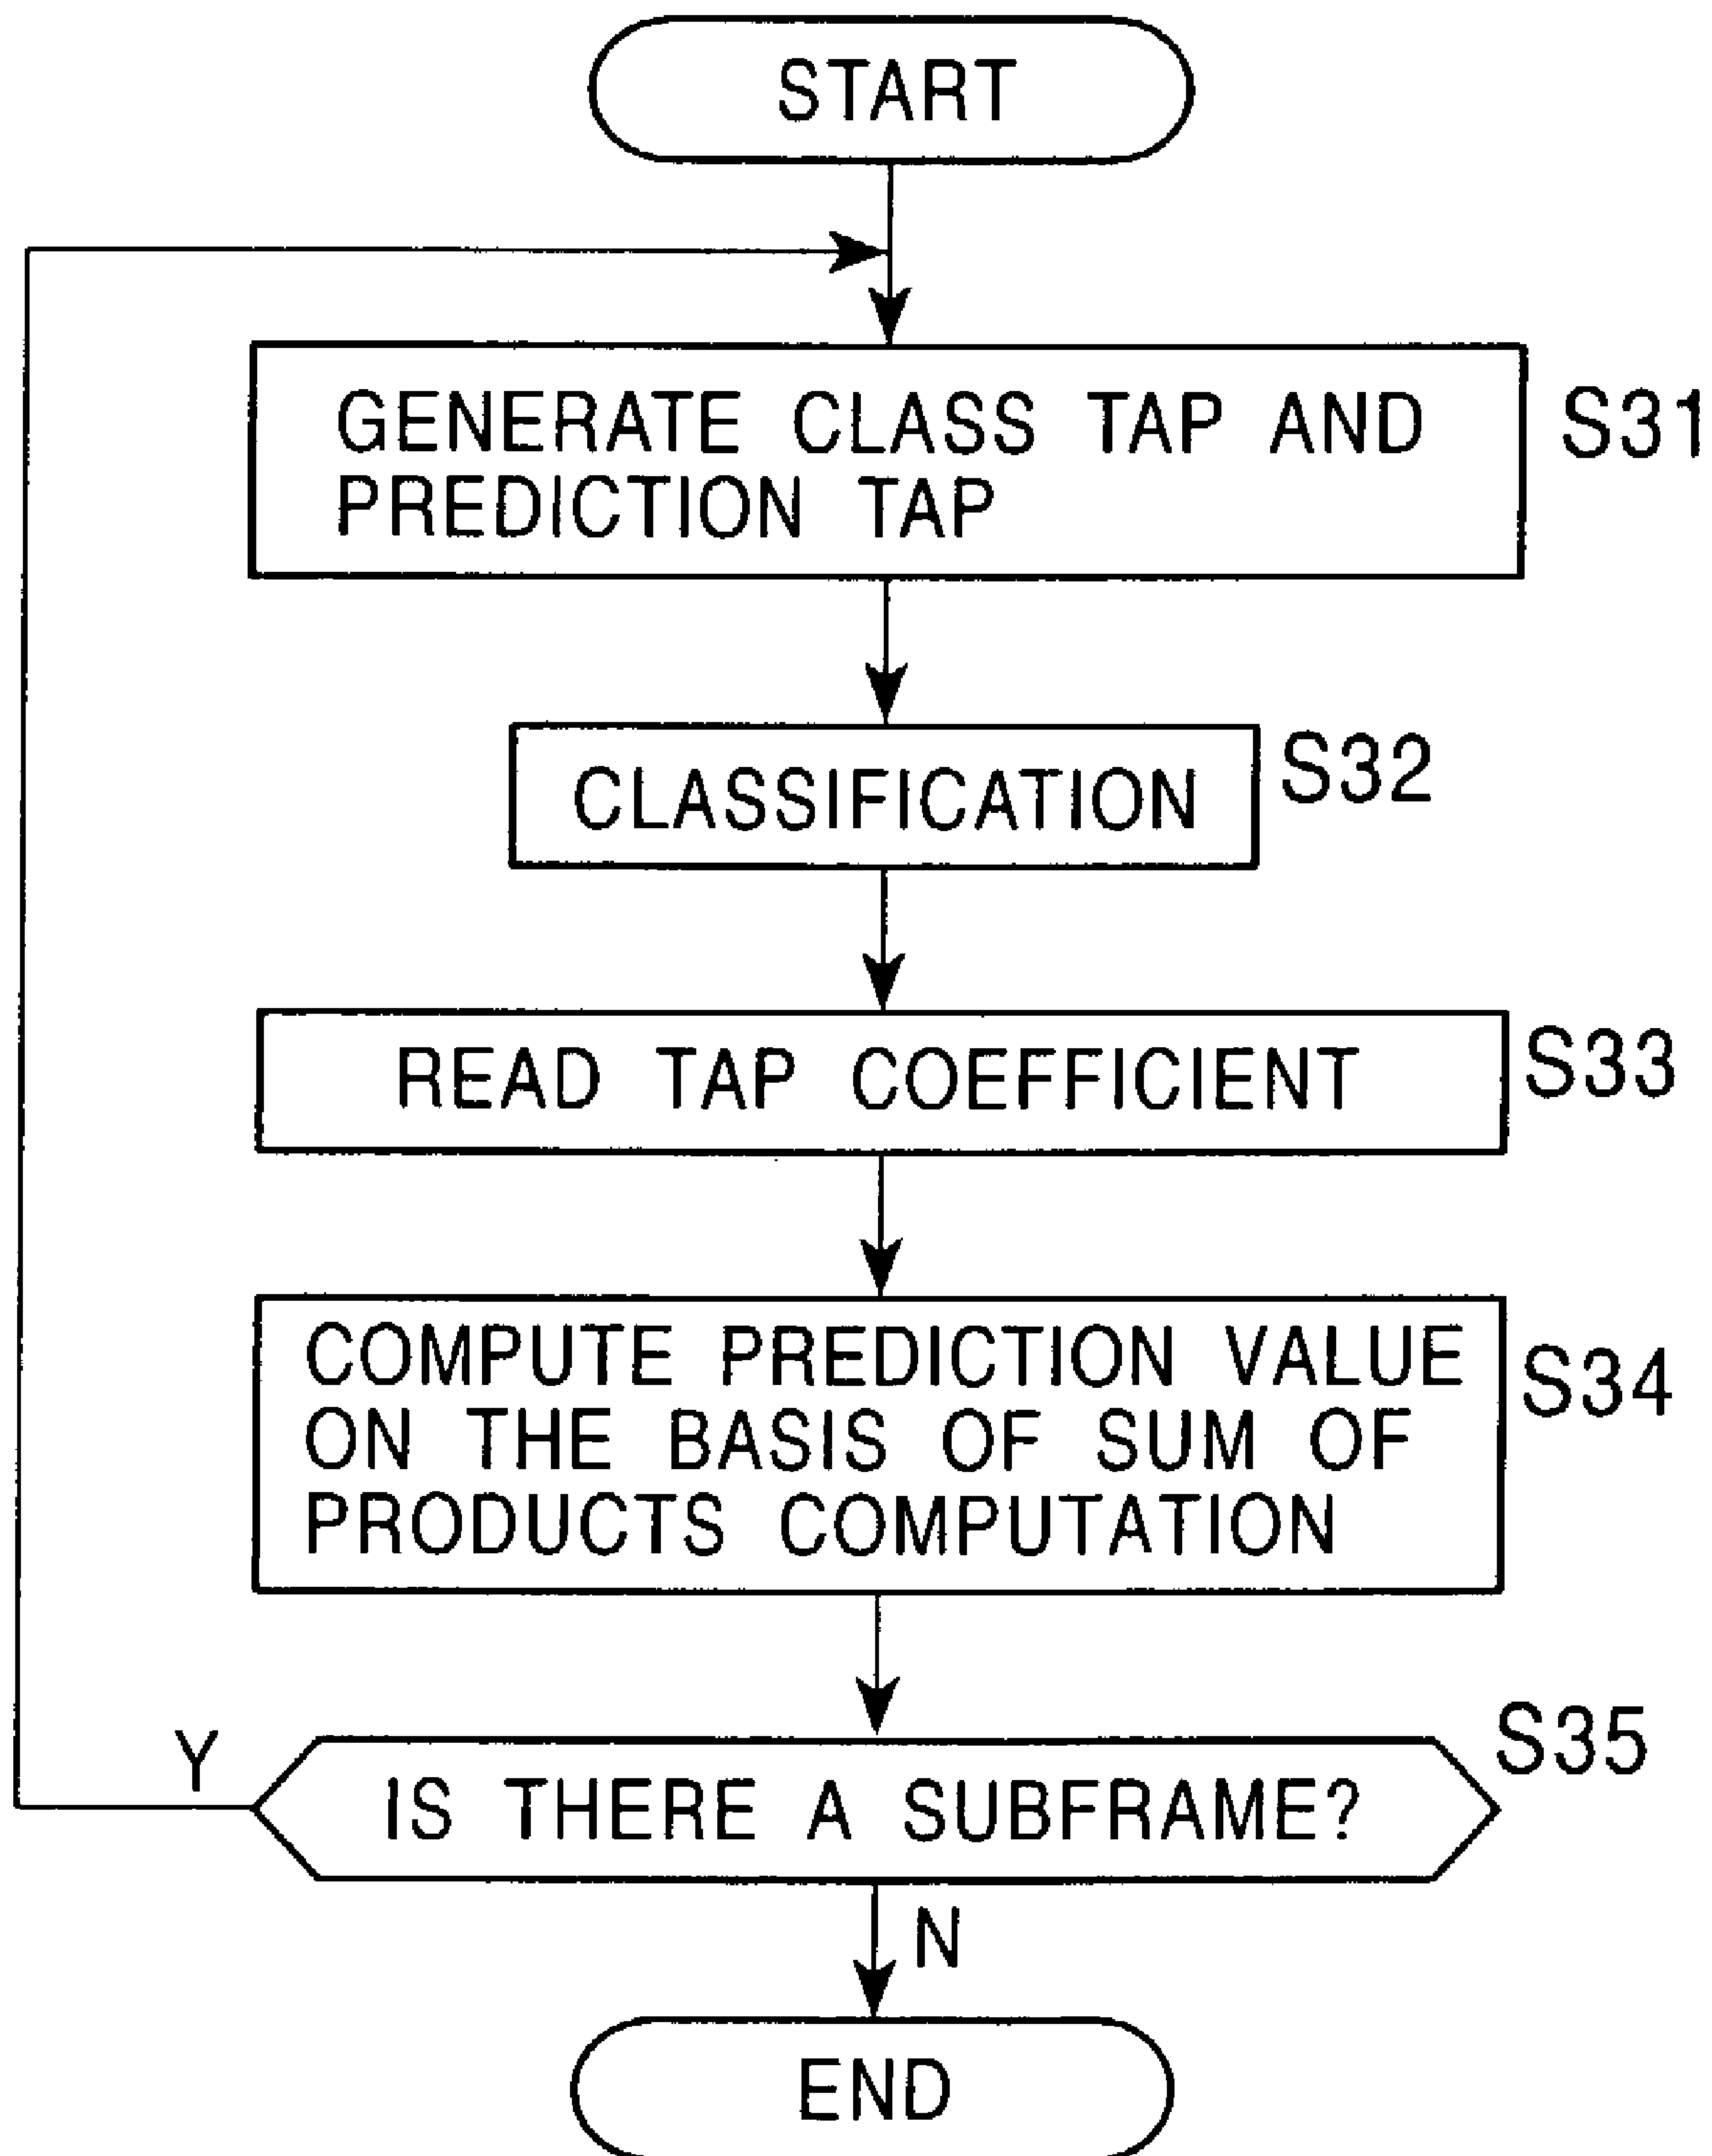 START
GENERATE CLASS TAP AND
PREDICTION TAP
S31
CLASSIFICATION
S32
READ TAP COEFFICIENT
S33
COMPUTE PREDICTION VALUE
ON THE BASIS OF SUM OF
PRODUCTS COMPUTATION
S34
Y
IS THERE A SUBFRAME?
S35
N
END